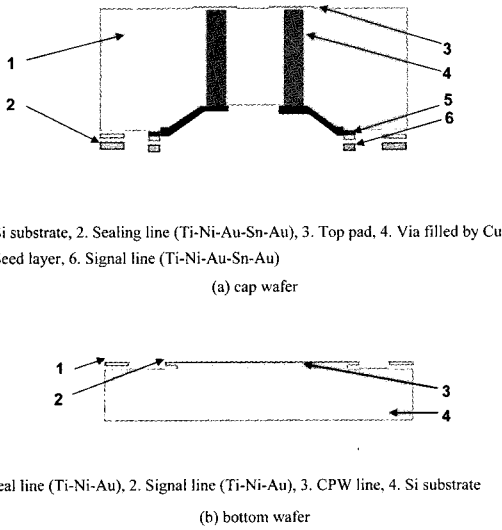 1
2
3
4
5
6
i substrate, 2. Sealing line (Ti-Ni-Au-Sn-Au), 3. Top pad, 4. Via filled by Cu
eed layer, 6. Signal line (Ti-Ni-Au-Sn-Au)
(a) cap wafer
1
2
3
4
eal line (Ti-Ni-Au), 2. Signal line (Ti-Ni-Au), 3. CPW line, 4. Si substrate
(b) bottom wafer